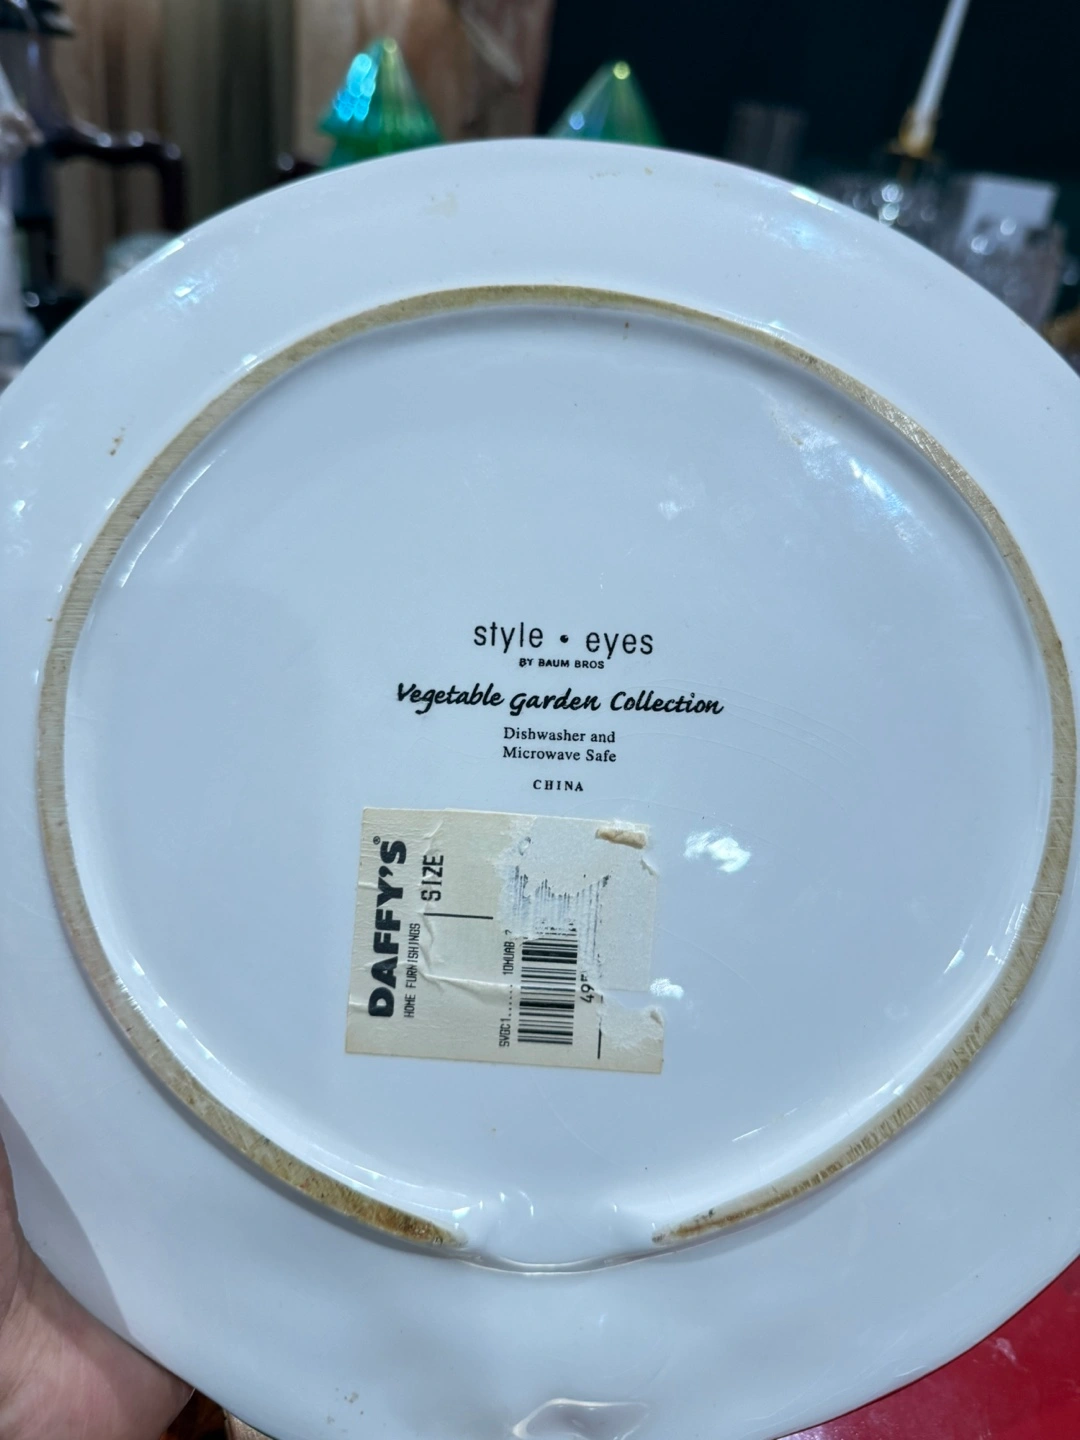 style • eyes
BY BAUM BROS
Vegetable Garden Collection
Dishwasher and
Microwave Safe
CHINA
DAFFY'S®
HOME FURNISHINGS
SIZE